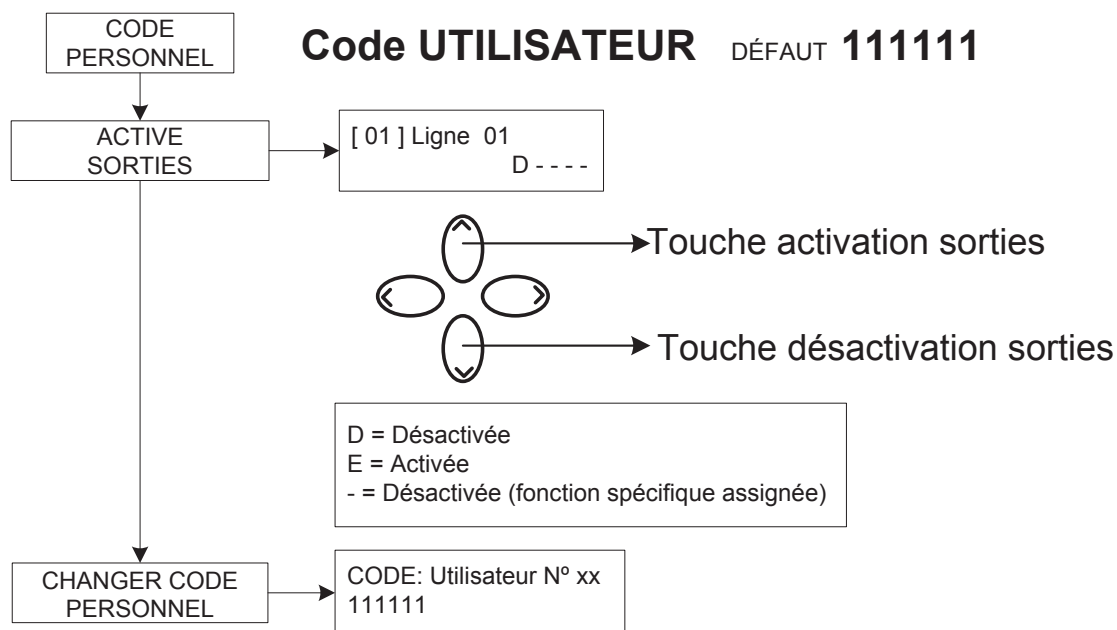 CODE
PERSONNEL
Code UTILISATEUR DÉFAUT 111111
ACTIVE
SORTIES
[ 01 ] Ligne 01
D - - - -
Touche activation sorties
Touche désactivation sorties
D = Désactivée
E = Activée
- = Désactivée (fonction spécifique assignée)
CHANGER CODE
PERSONNEL
CODE: Utilisateur Nº xx
111111